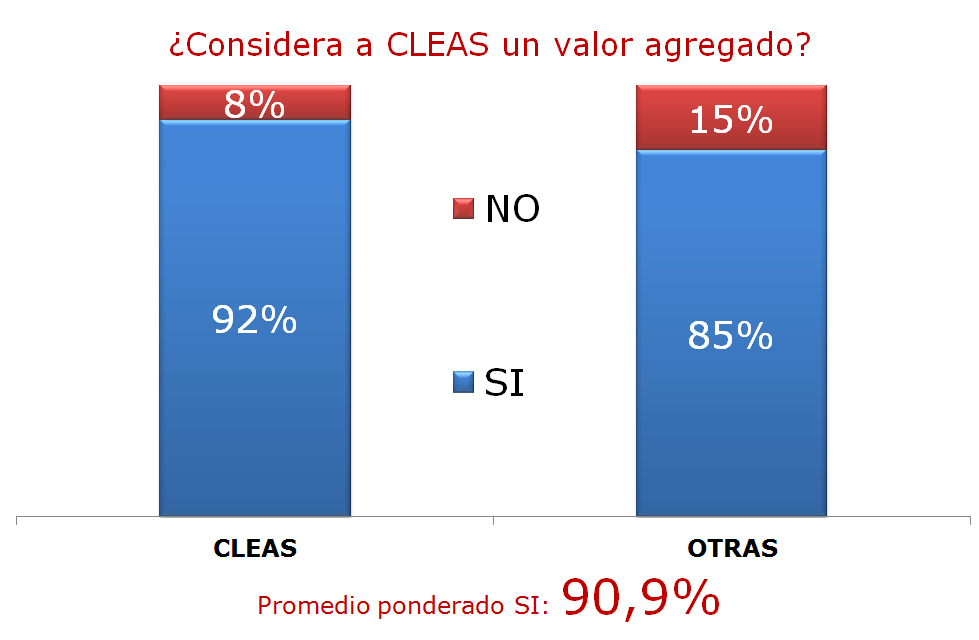 ¿Considera a CLEAS un valor agregado?
8%
15%
NO
92%
85%
SI
CLEAS
OTRAS
Promedio ponderado SI: 90,9%